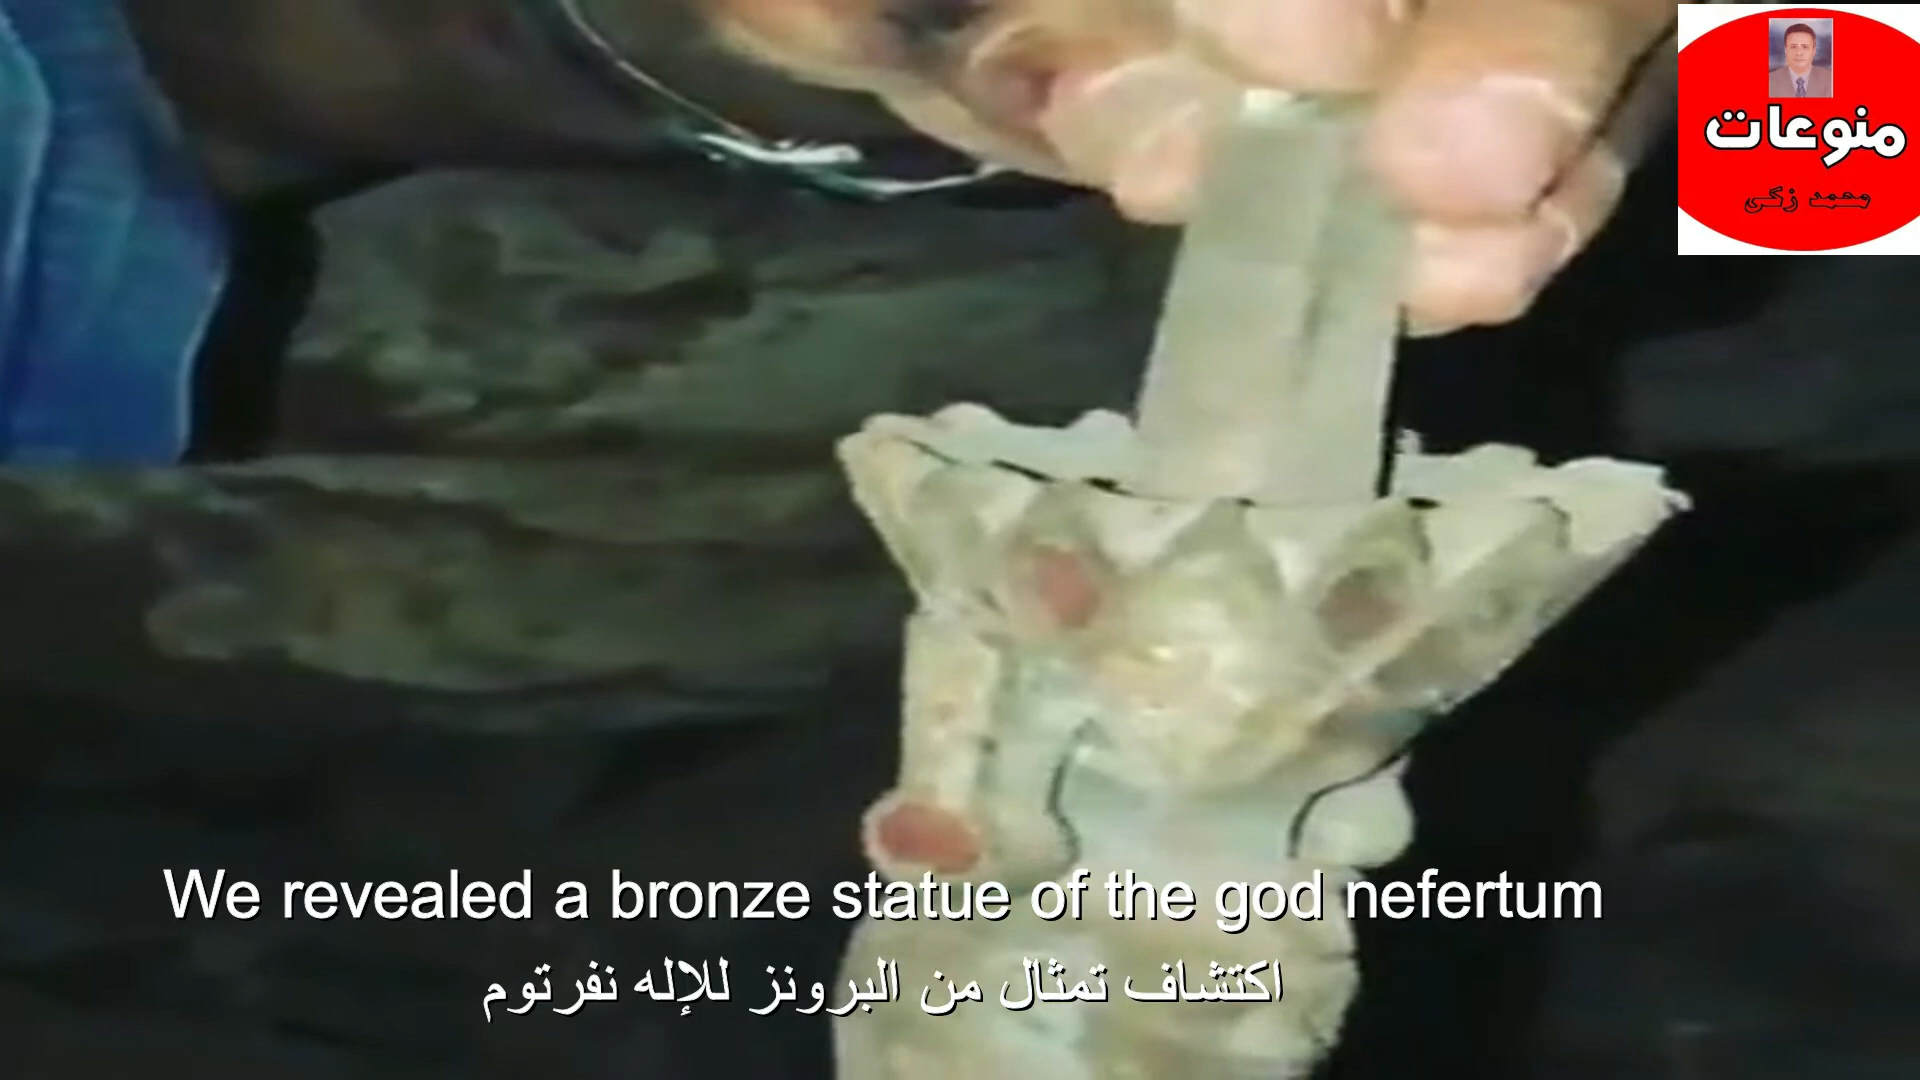 منوعات
محمد زكي
We revealed a bronze statue of the god nefertum
اكتشاف تمثال من البرونز للإله نفرتوم